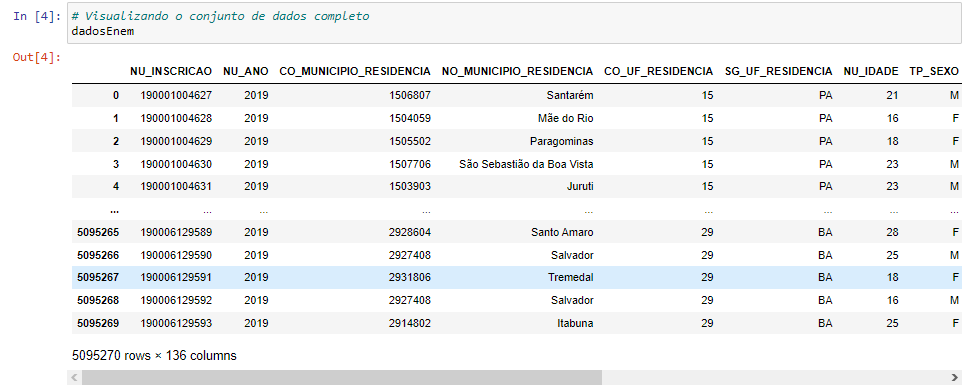 In [4]: # Visualizando o conjunto de dados completo
dadosEnem
Out[4]:
NU_INSCRICAO NU_ANO CO_MUNICIPIO_RESIDENCIA NO_MUNICIPIO_RESIDENCIA CO_UF_RESIDENCIA SG_UF_RESIDENCIA NU_IDADE TP_SEXO
0 190001004627 2019 1506807 Santarém 15 PA 21 M
1 190001004628 2019 1504059 Mãe do Rio 15 PA 16 F
2 190001004629 2019 1505502 Paragominas 15 PA 18 F
3 190001004630 2019 1507706 São Sebastião da Boa Vista 15 PA 23 M
4 190001004631 2019 1503903 Juruti 15 PA 23 M
... ... ... ... ... ... ... ... ...
5095265 190006129589 2019 2928604 Santo Amaro 29 BA 28 F
5095266 190006129590 2019 2927408 Salvador 29 BA 25 M
5095267 190006129591 2019 2931806 Tremedal 29 BA 18 F
5095268 190006129592 2019 2927408 Salvador 29 BA 16 M
5095269 190006129593 2019 2914802 Itabuna 29 BA 25 F
5095270 rows × 136 columns